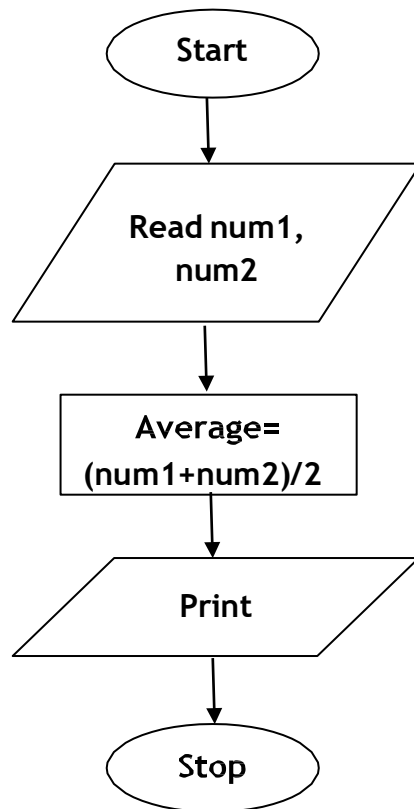 Start
Read num1,
num2
Average=
(num1+num2)/2
Print
Stop